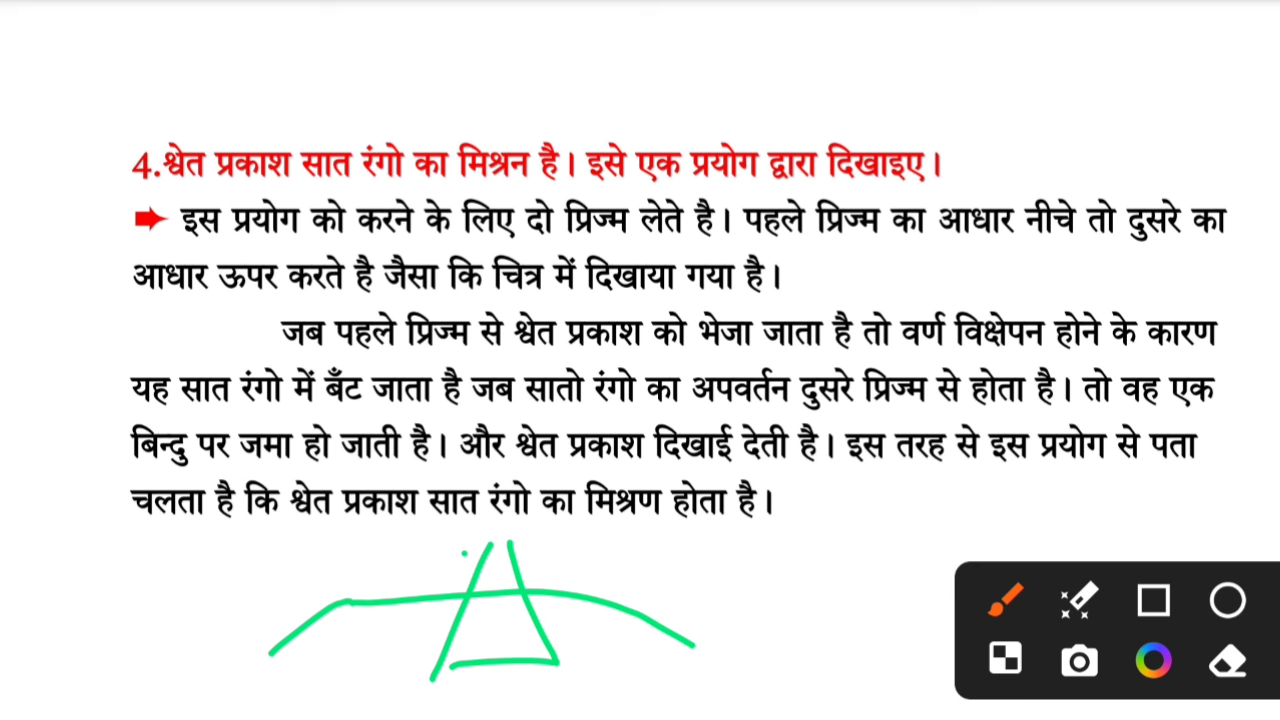 4.श्वेत प्रकाश सात रंगो का मिश्रन है। इसे एक प्रयोग द्वारा दिखाइए।
➨ इस प्रयोग को करने के लिए दो प्रिज्म लेते है। पहले प्रिज्म का आधार नीचे तो दुसरे का
आधार ऊपर करते है जैसा कि चित्र में दिखाया गया है।
जब पहले प्रिज्म से श्वेत प्रकाश को भेजा जाता है तो वर्ण विक्षेपन होने के कारण
यह सात रंगो में बँट जाता है जब सातो रंगो का अपवर्तन दुसरे प्रिज्म से होता है। तो वह एक
बिन्दु पर जमा हो जाती है। और श्वेत प्रकाश दिखाई देती है। इस तरह से इस प्रयोग से पता
चलता है कि श्वेत प्रकाश सात रंगो का मिश्रण होता है।